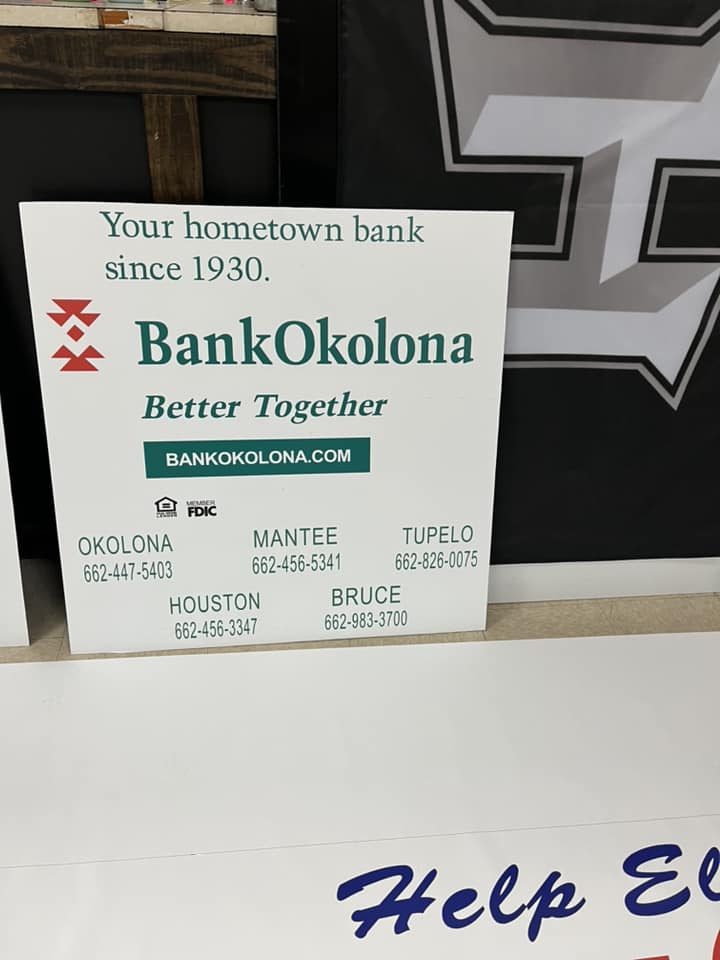 Your hometown bank
since 1930.
BankOkolona
Better Together
BANKOKOLONA.COM
MEMBER
FDIC
OKOLONA
662-447-5403
MANTEE
662-456-5341
TUPELO
662-826-0075
HOUSTON
662-456-3347
BRUCE
662-983-3700
Help El